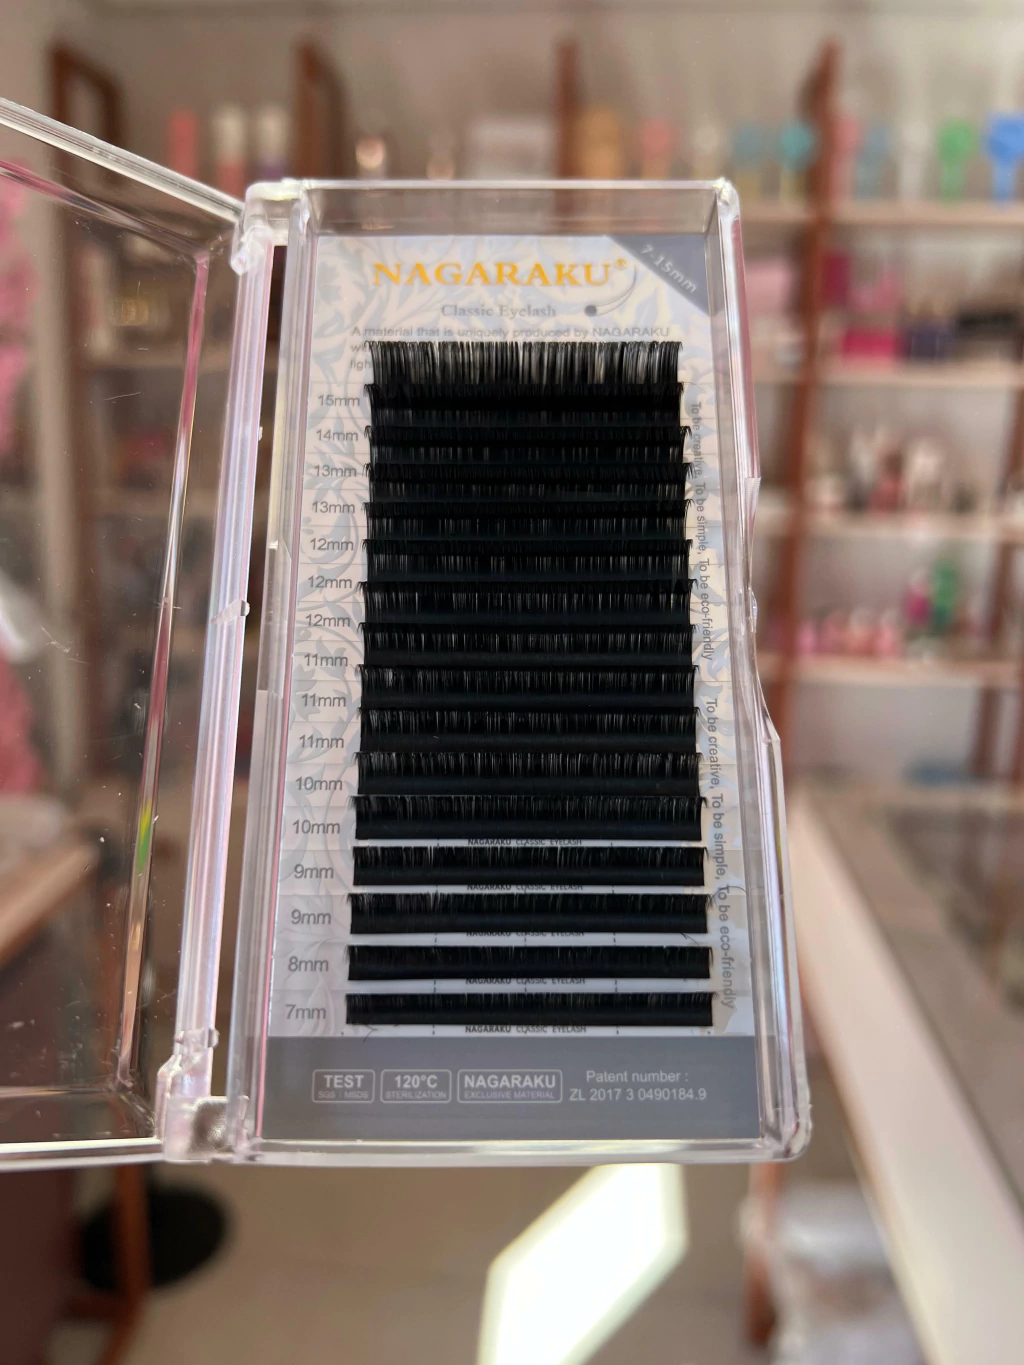 NAGARAKU®
7-15mm
Classic Eyelash
A material that is uniquely produced by NAGARAKU
15mm
14mm
13mm
13mm
12mm
12mm
12mm
11mm
11mm
11mm
10mm
10mm
9mm
9mm
8mm
7mm
To be creative, To be simple, To be eco-friendly
To be creative, To be simple, To be eco-friendly
NAGARAKU CLASSIC EYELASH
NAGARAKU CLASSIC EYELASH
NAGARAKU CLASSIC EYELASH
NAGARAKU CLASSIC EYELASH
NAGARAKU CLASSIC EYELASH
TEST
SGS / MSDS
120°C
STERILIZATION
NAGARAKU
EXCLUSIVE MATERIAL
Patent number :
ZL 2017 3 0490184.9